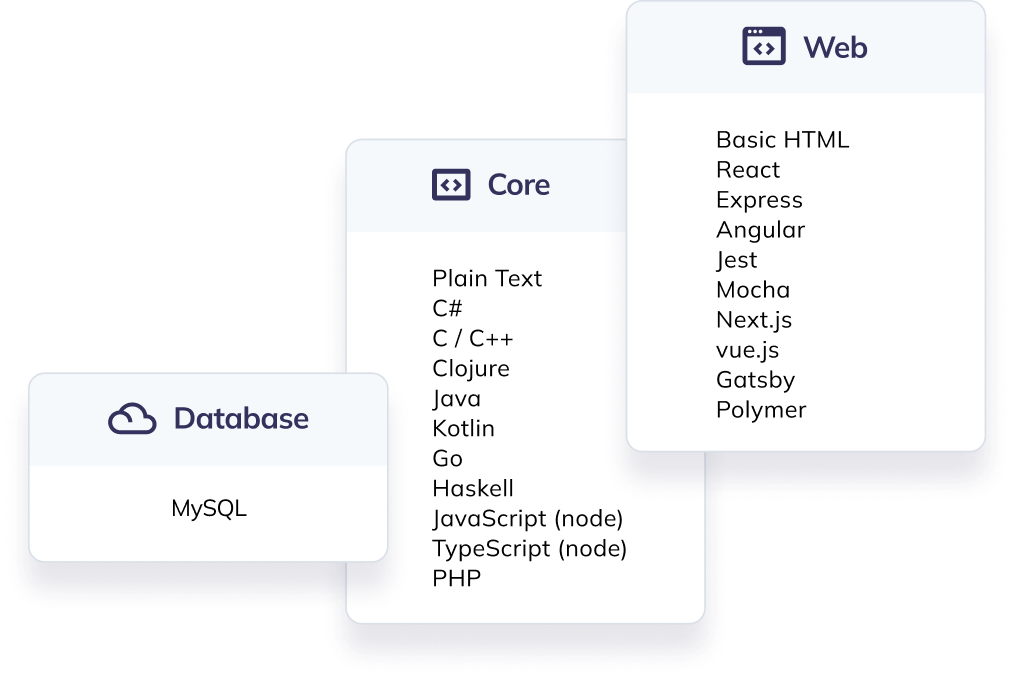 Web
Basic HTML
React
Express
Angular
Jest
Mocha
Next.js
vue.js
Gatsby
Polymer
Core
Plain Text
C#
C / C++
Clojure
Java
Kotlin
Go
Haskell
JavaScript (node)
TypeScript (node)
PHP
Database
MySQL